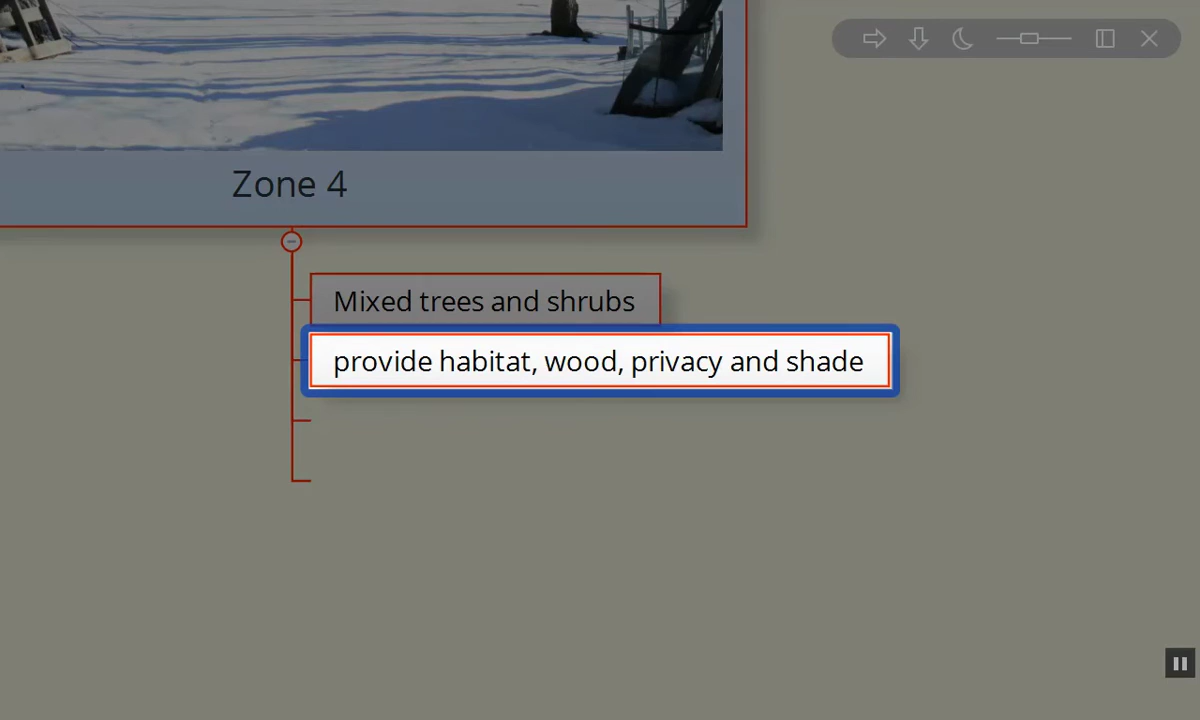 Zone 4
Mixed trees and shrubs
provide habitat, wood, privacy and shade